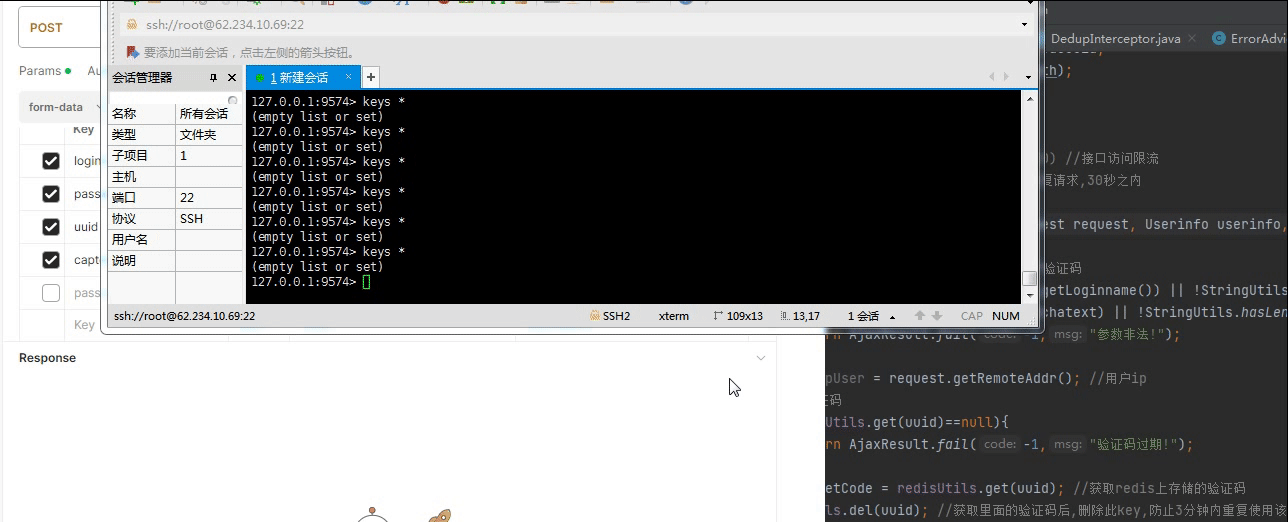 POST
Params
Au
form-data
Key
login
pass
uuid
capt
pass
Key
Response
ssh://root@62.234.10.69:22
要添加当前会话，点击左侧的箭头按钮。
会话管理器
1 新建会话
名称 所有会话
类型 文件夹
子项目 1
主机
端口 22
协议 SSH
用户名
说明
127.0.0.1:9574> keys *
(empty list or set)
127.0.0.1:9574> keys *
(empty list or set)
127.0.0.1:9574> keys *
(empty list or set)
127.0.0.1:9574> keys *
(empty list or set)
127.0.0.1:9574> keys *
(empty list or set)
127.0.0.1:9574> keys *
(empty list or set)
127.0.0.1:9574>
ssh://root@62.234.10.69:22 SSH2 xterm 109x13 13,17 1 会话 CAP NUM
DedupInterceptor.java ErrorAdvi
th);
) //接口访问限流
复请求,30秒之内
est request, Userinfo userinfo,
验证码
getLoginname()) || !StringUtils
chatext) || !StringUtils.hasLen
rn AjaxResult.fail( code: -1, msg: "参数非法!");
pUser = request.getRemoteAddr(); //用户ip
证码
Utils.get(uuid)==null){
rn AjaxResult.fail( code: -1, msg: "验证码过期!");
etCode = redisUtils.get(uuid); //获取redis上存储的验证码
ls.del(uuid); //获取里面的验证码后,删除此key,防止3分钟内重复使用该